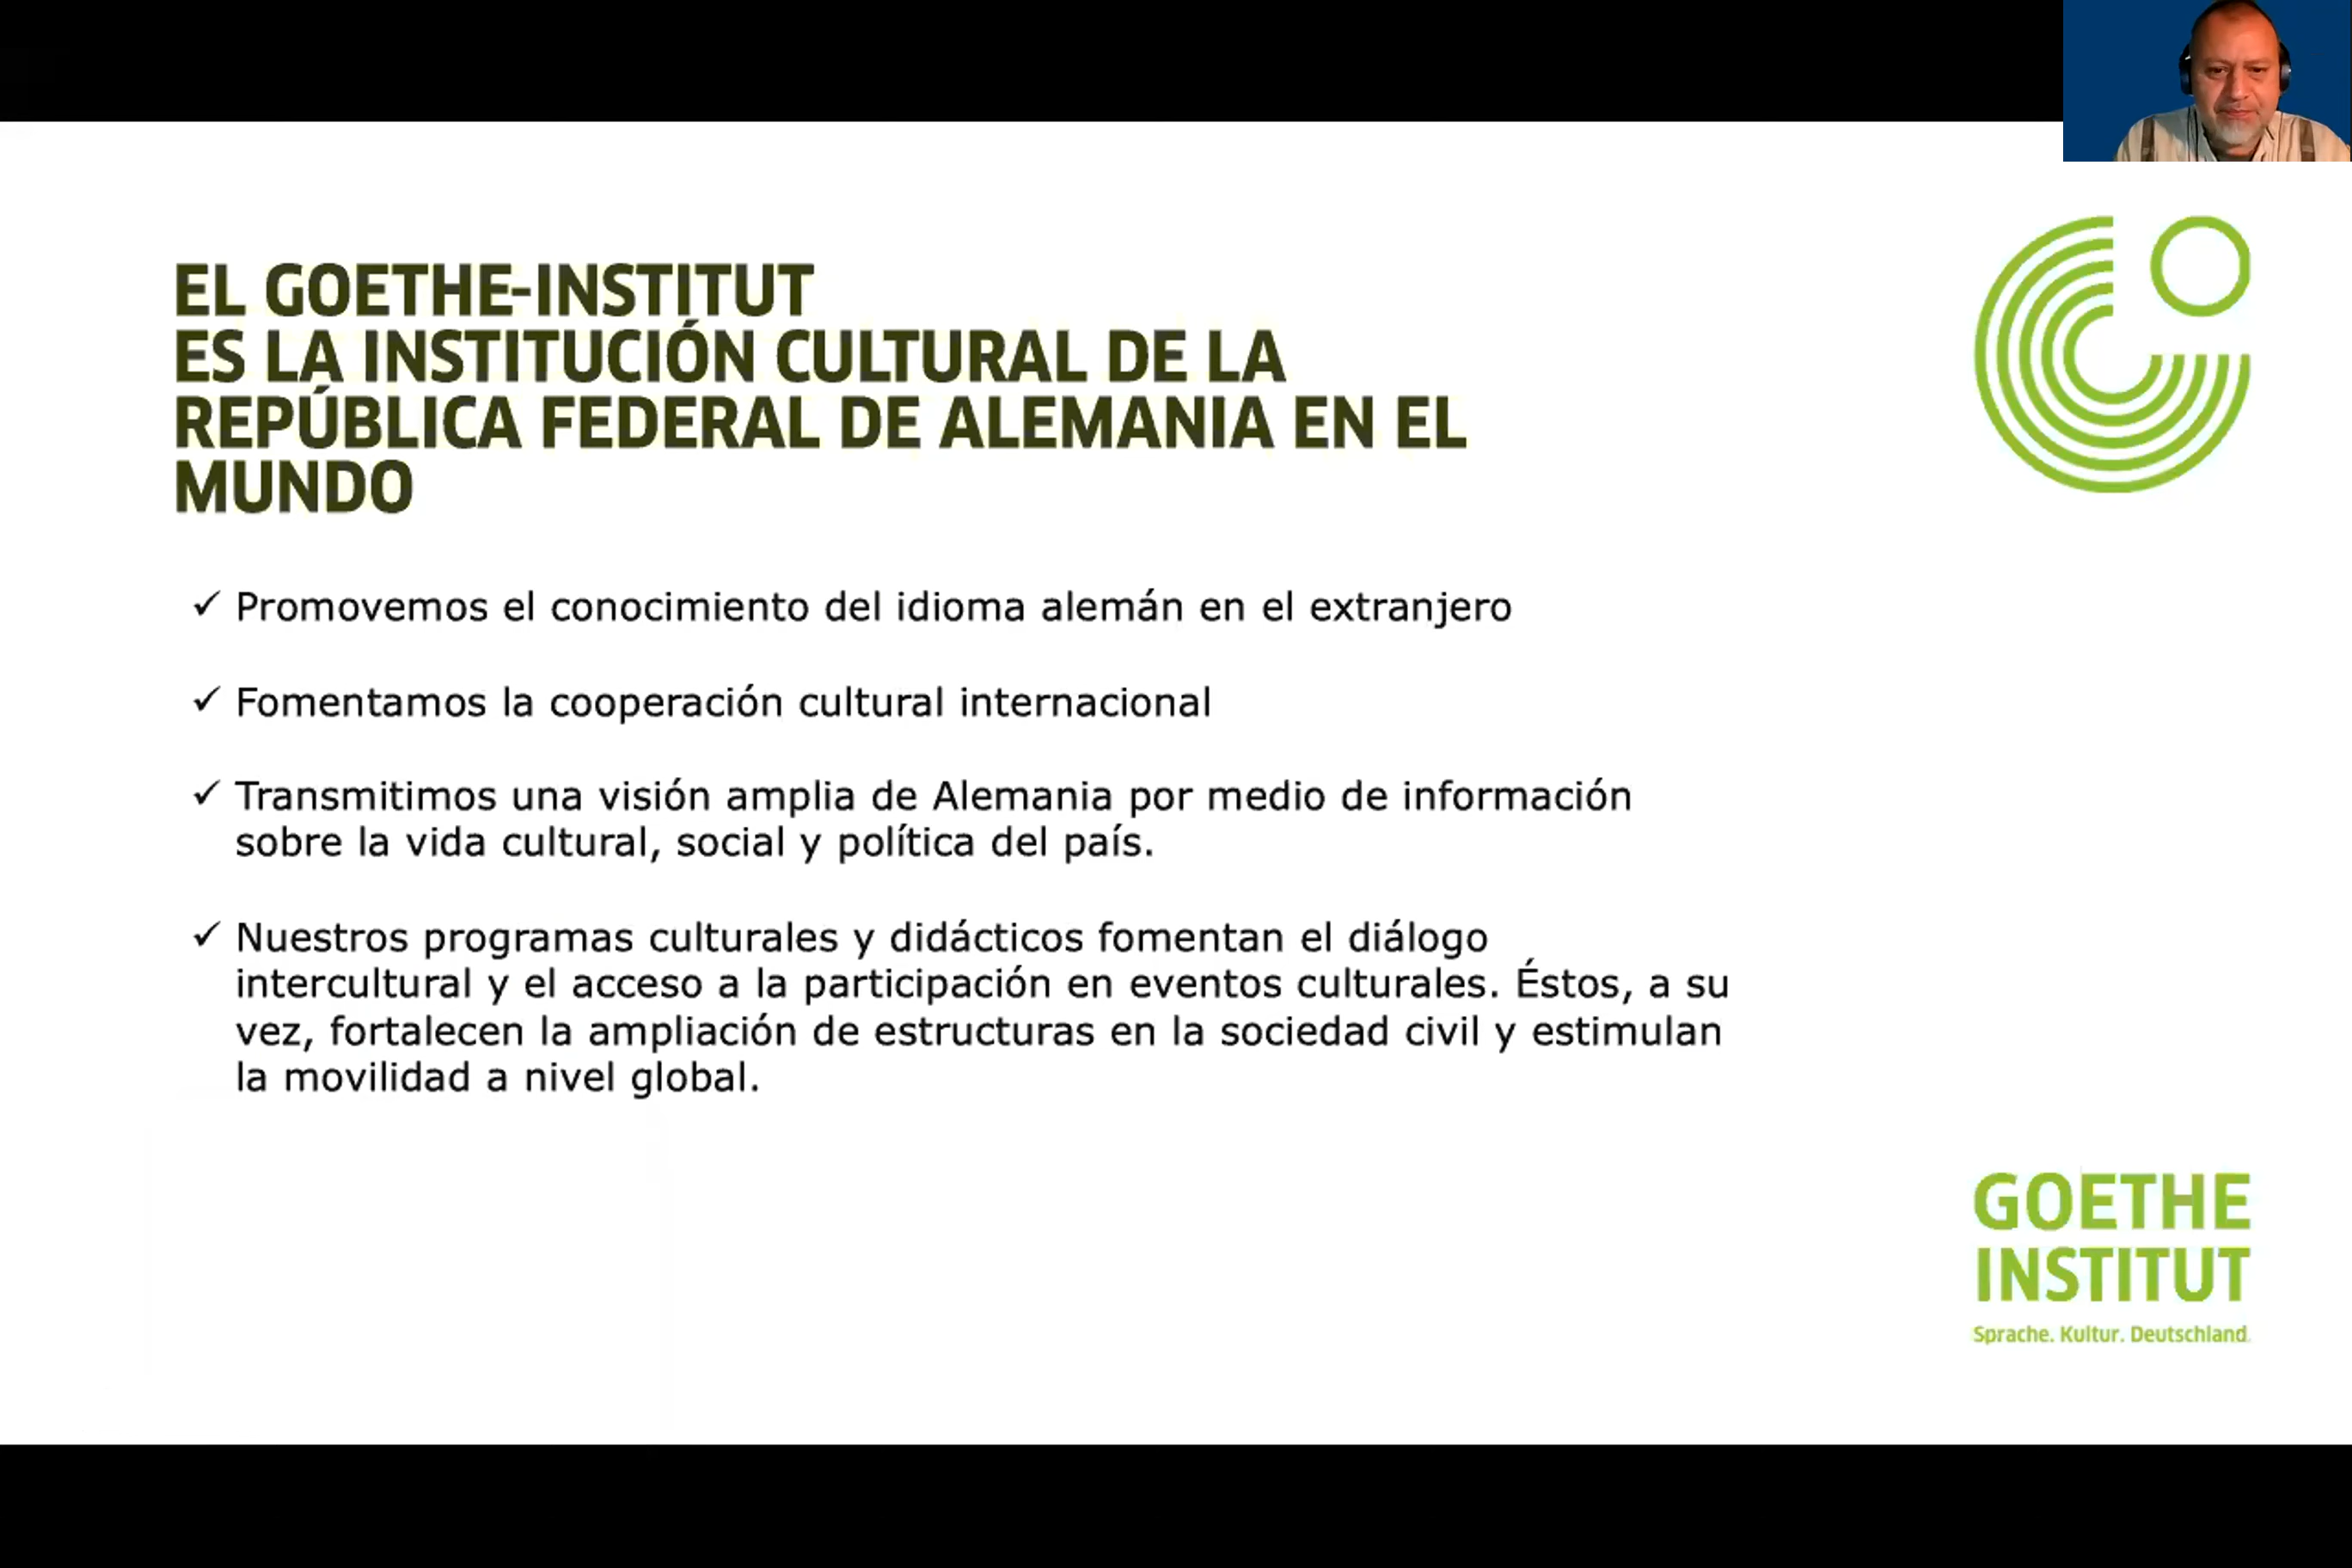 EL GOETHE-INSTITUT
ES LA INSTITUCIÓN CULTURAL DE LA
REPÚBLICA FEDERAL DE ALEMANIA EN EL
MUNDO
✓ Promovemos el conocimiento del idioma alemán en el extranjero
✓ Fomentamos la cooperación cultural internacional
✓ Transmitimos una visión amplia de Alemania por medio de información
sobre la vida cultural, social y política del país.
✓ Nuestros programas culturales y didácticos fomentan el diálogo
intercultural y el acceso a la participación en eventos culturales. Éstos, a su
vez, fortalecen la ampliación de estructuras en la sociedad civil y estimulan
la movilidad a nivel global.
GOETHE
INSTITUT
Sprache. Kultur. Deutschland.